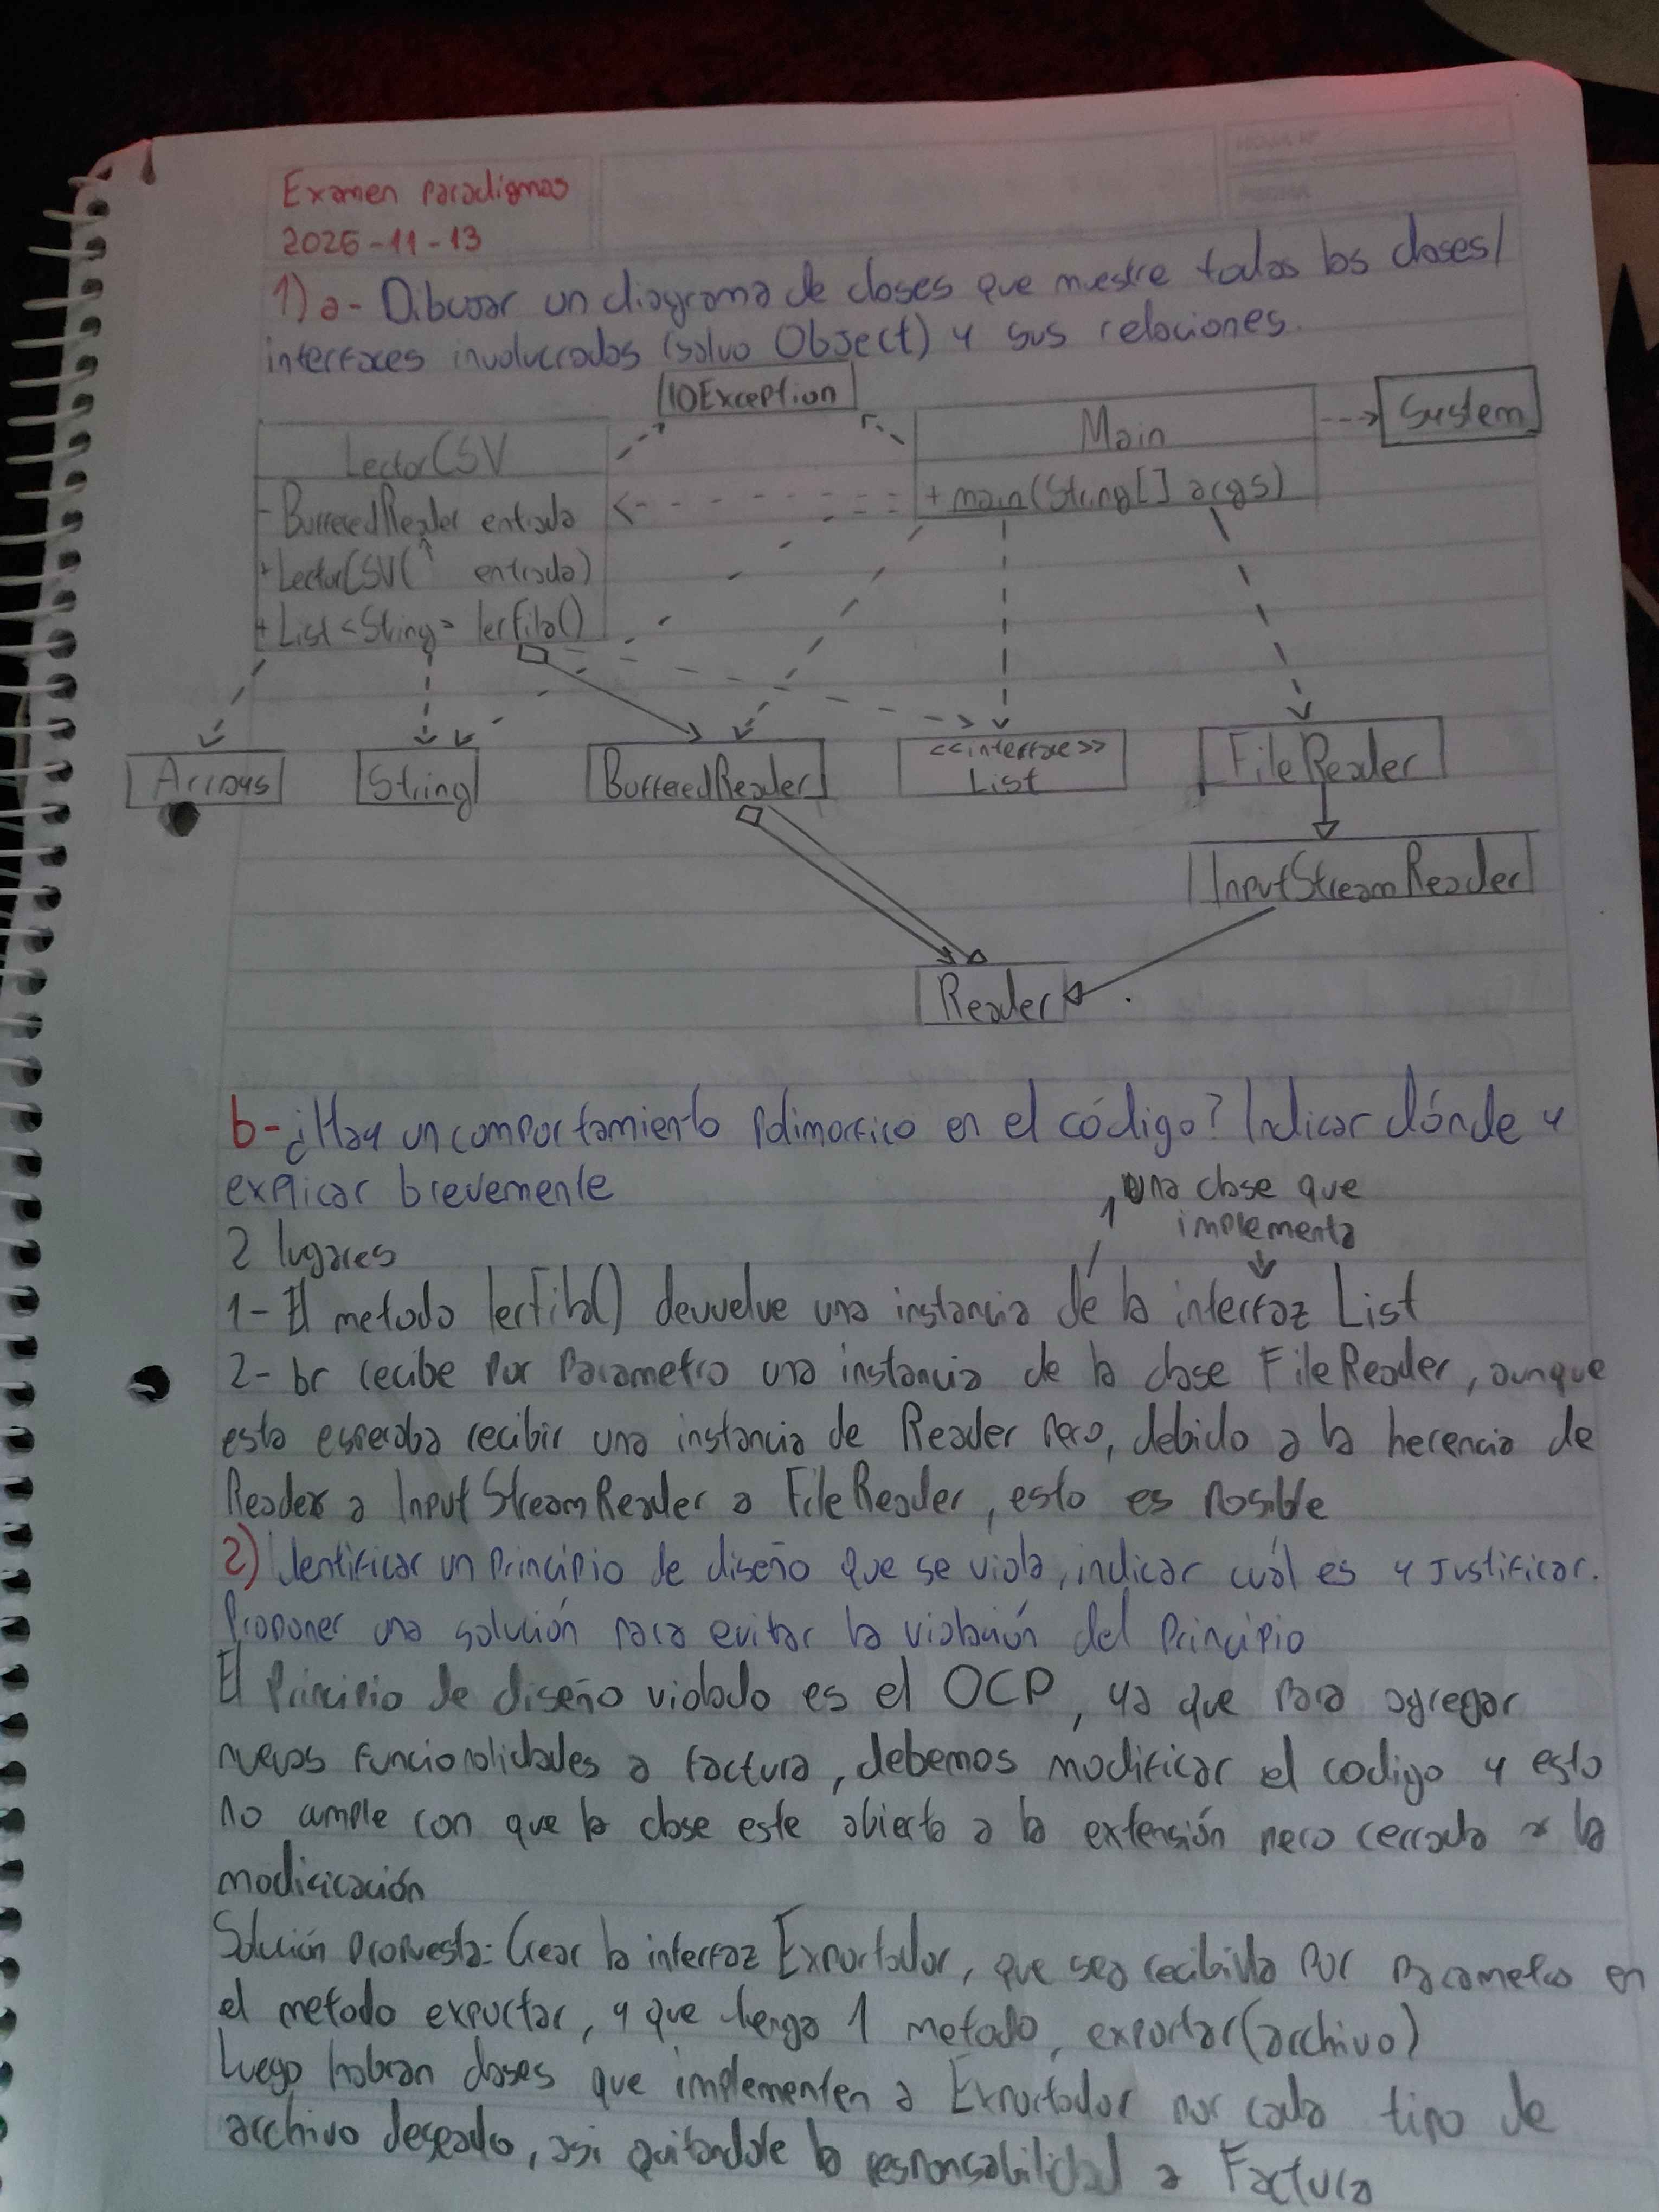 Examen paradigmas
2025-11-13
1) a- Dibujar un diagrama de clases que muestre todas las clases/
interfaces involucradas (salvo Object) y sus relaciones.
IOException
System
Main
+ main(String[] args)
LectorCSV
- BufferedReader entrada
+ LectorCSV(↑ entrada)
+ List<String> leerFila()
Arrays
String
BufferedReader
<<interface>>
List
FileReader
InputStreamReader
Reader
b- ¿Hay un comportamiento polimorfico en el código? Indicar dónde y
explicar brevemente
una clase que
implementa
2 lugares
1- El metodo leerFila() devuelve una instancia de la interfaz List
2- br recibe por parametro una instancia de la clase FileReader, aunque
esta esperaba recibir una instancia de Reader pero, debido a la herencia de
Reader a InputStreamReader a FileReader, esto es posible
2) Identificar un principio de diseño que se viola, indicar cuál es y justificar.
Proponer una solución para evitar la violación del principio
El principio de diseño violado es el OCP, ya que para agregar
nuevas funcionalidades a factura, debemos modificar el codigo y esto
no cumple con que la clase este abierta a la extensión pero cerrada a la
modificación
Solución propuesta: Crear la interfaz Exportador, que sea recibida por parametro en
el metodo exportar, y que tenga 1 metodo, exportar(archivo)
Luego habran clases que implementen a Exportador por cada tipo de
archivo deseado, asi quitandole la responsabilidad a Factura